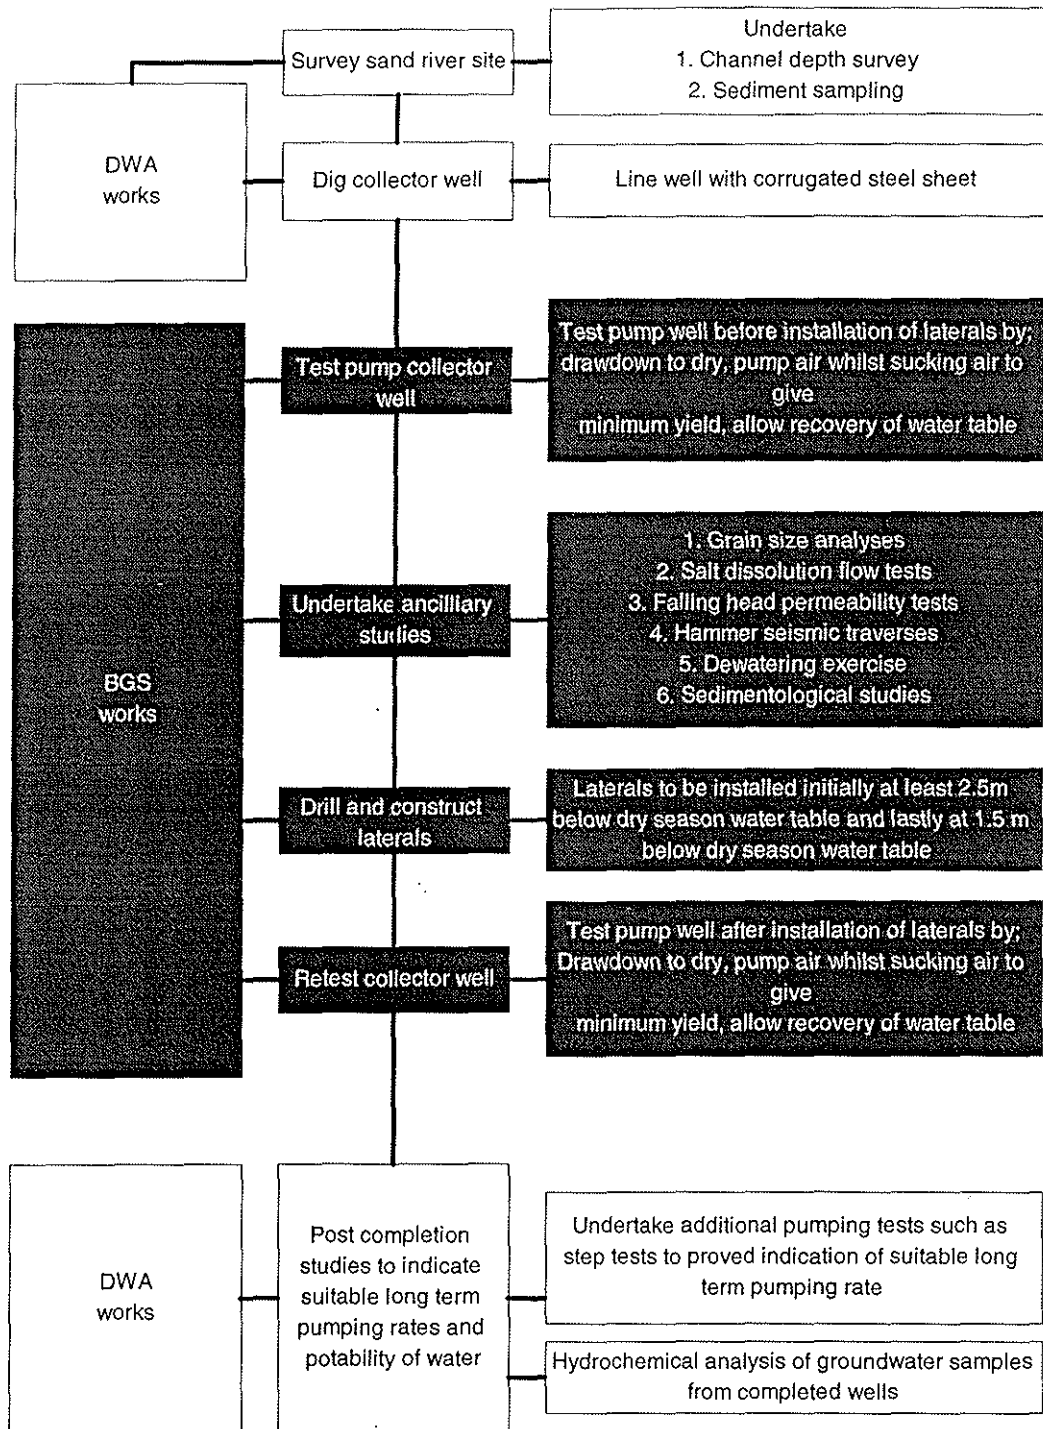 Survey sand river site
Undertake
1. Channel depth survey
2. Sediment sampling
DWA
works
Dig collector well
Line well with corrugated steel sheet
BGS
works
Test pump collector
well
Test pump well before installation of laterals by;
drawdown to dry, pump air whilst sucking air to
give
minimum yield, allow recovery of water table
Undertake ancilliary
studies
1. Grain size analyses
2. Salt dissolution flow tests
3. Falling head permeability tests
4. Hammer seismic traverses
5. Dewatering exercise
6. Sedimentological studies
Drill and construct
laterals
Laterals to be installed initially at least 2.5m
below dry season water table and lastly at 1.5 m
below dry season water table
Retest collector well
Test pump well after installation of laterals by;
Drawdown to dry, pump air whilst sucking air to
give
minimum yield, allow recovery of water table
DWA
works
Post completion
studies to indicate
suitable long term
pumping rates and
potability of water
Undertake additional pumping tests such as
step tests to proved indication of suitable long
term pumping rate
Hydrochemical analysis of groundwater samples
from completed wells